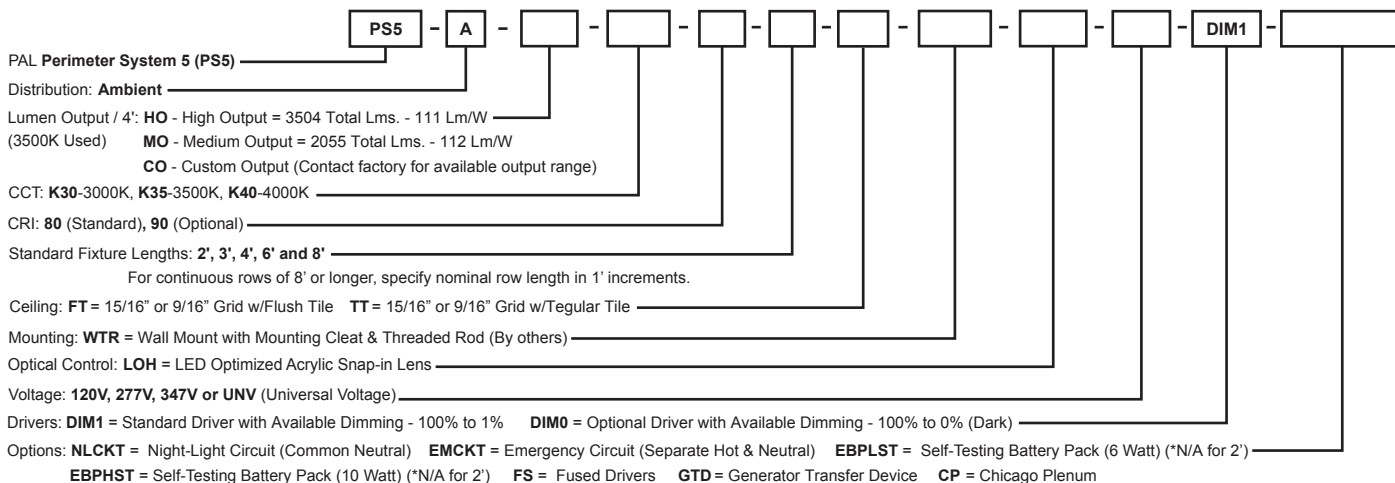 PS5 - A - - - - - - - - - DIM1 -
PAL Perimeter System 5 (PS5)
Distribution: Ambient
Lumen Output / 4': HO - High Output = 3504 Total Lms. - 111 Lm/W
(3500K Used) MO - Medium Output = 2055 Total Lms. - 112 Lm/W
CO - Custom Output (Contact factory for available output range)
CCT: K30-3000K, K35-3500K, K40-4000K
CRI: 80 (Standard), 90 (Optional)
Standard Fixture Lengths: 2', 3', 4', 6' and 8'
For continuous rows of 8’ or longer, specify nominal row length in 1’ increments.
Ceiling: FT = 15/16” or 9/16” Grid w/Flush Tile TT = 15/16” or 9/16” Grid w/Tegular Tile
Mounting: WTR = Wall Mount with Mounting Cleat & Threaded Rod (By others)
Optical Control: LOH = LED Optimized Acrylic Snap-in Lens
Voltage: 120V, 277V, 347V or UNV (Universal Voltage)
Drivers: DIM1 = Standard Driver with Available Dimming - 100% to 1% DIM0 = Optional Driver with Available Dimming - 100% to 0% (Dark)
Options: NLCKT = Night-Light Circuit (Common Neutral) EMCKT = Emergency Circuit (Separate Hot & Neutral) EBPLST = Self-Testing Battery Pack (6 Watt) (*N/A for 2')
EBPHST = Self-Testing Battery Pack (10 Watt) (*N/A for 2') FS = Fused Drivers GTD = Generator Transfer Device CP = Chicago Plenum